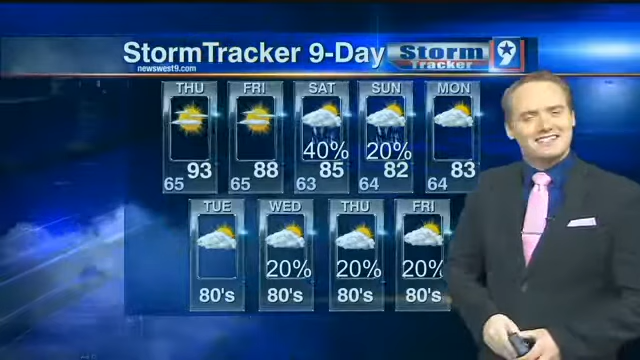 StormTracker 9-Day
newswest9.com
Storm
Tracker
9
THU FRI SAT SUN MON
40% 20%
93 88 85 82 83
65 65 63 64 64
TUE WED THU FRI
20% 20% 20%
80's 80's 80's 80's